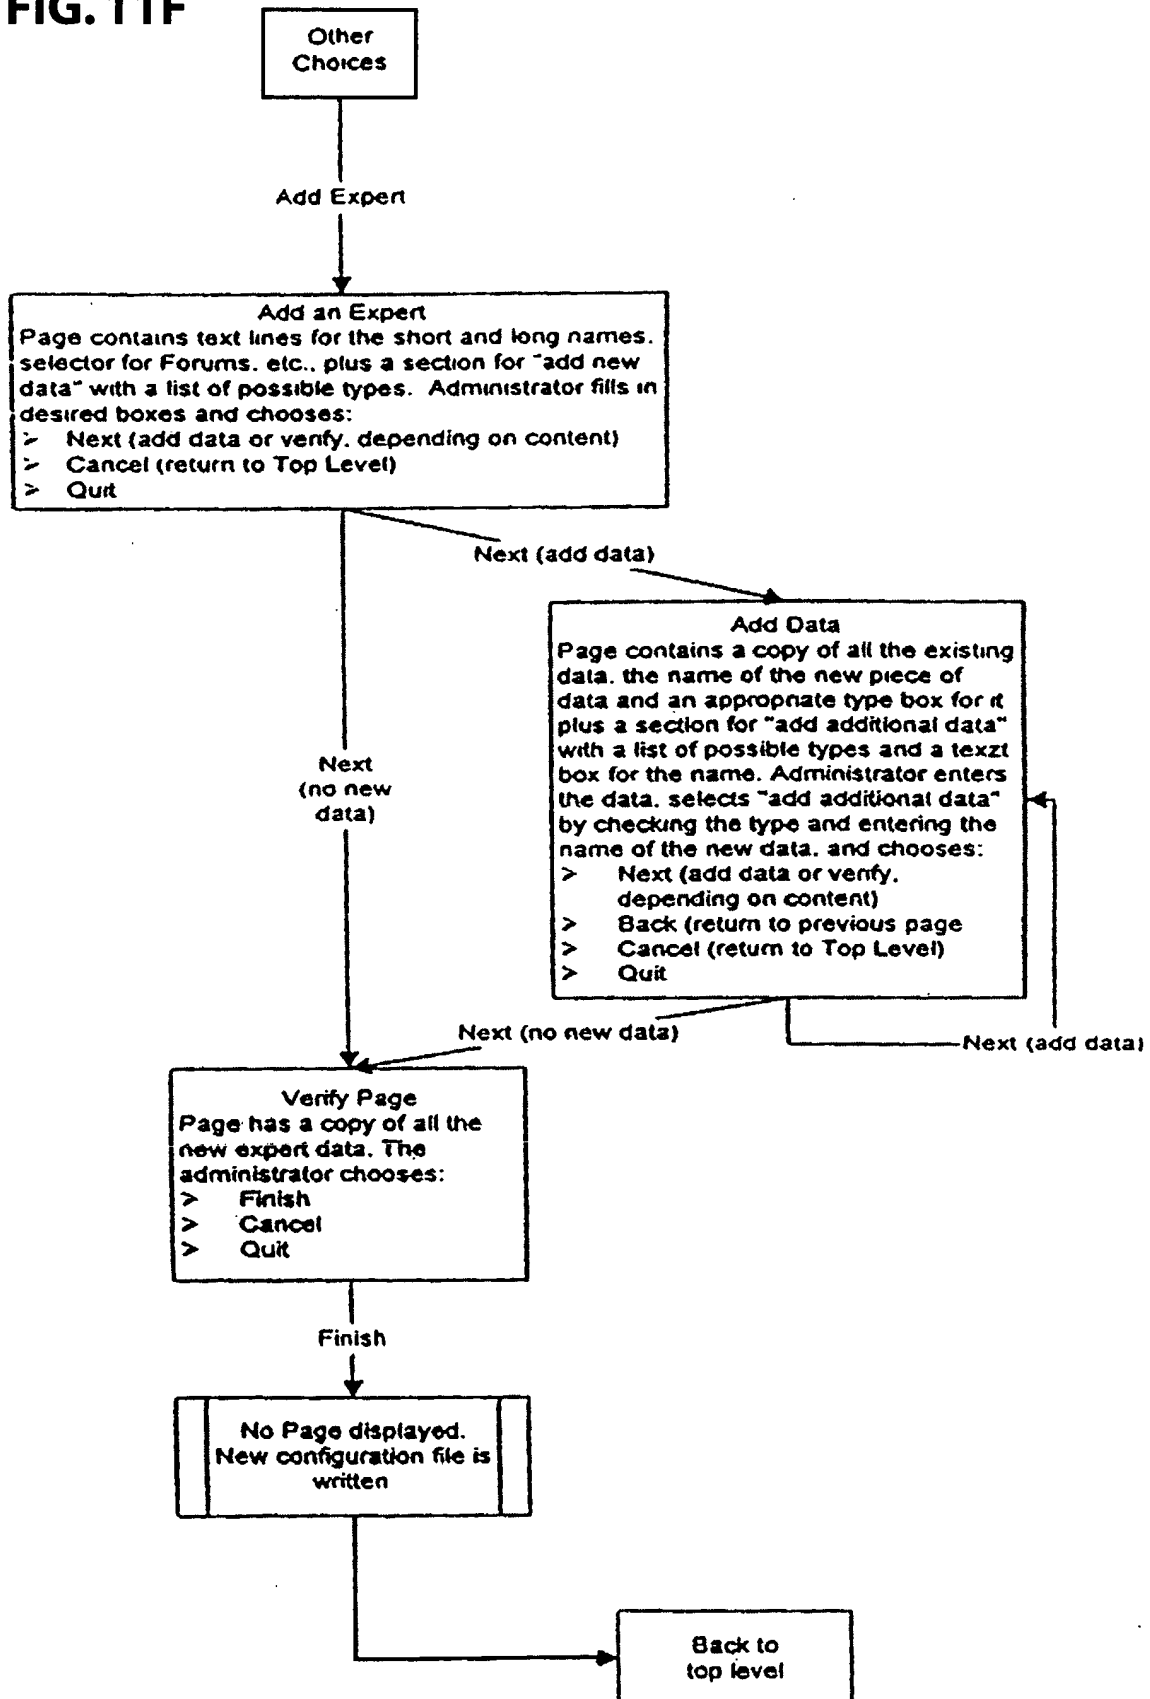 FIG. 11F
Other
Choices
Add Expert
Add an Expert
Page contains text lines for the short and long names,
selector for Forums, etc., plus a section for "add new
data" with a list of possible types. Administrator fills in
desired boxes and chooses:
> Next (add data or verify, depending on content)
> Cancel (return to Top Level)
> Quit
Next (add data)
Add Data
Page contains a copy of all the existing
data, the name of the new piece of
data and an appropriate type box for it
plus a section for "add additional data"
with a list of possible types and a texzt
box for the name. Administrator enters
the data, selects "add additional data"
by checking the type and entering the
name of the new data, and chooses:
> Next (add data or verify,
depending on content)
> Back (return to previous page
> Cancel (return to Top Level)
> Quit
Next
(no new
data)
Next (no new data)
Next (add data)
Verify Page
Page has a copy of all the
new expert data. The
administrator chooses:
> Finish
> Cancel
> Quit
Finish
No Page displayed.
New configuration file is
written
Back to
top level